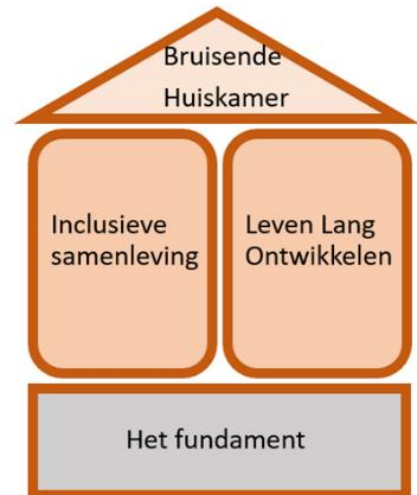 Bruisende
Huiskamer
Inclusieve
samenleving
Leven Lang
Ontwikkelen
Het fundament